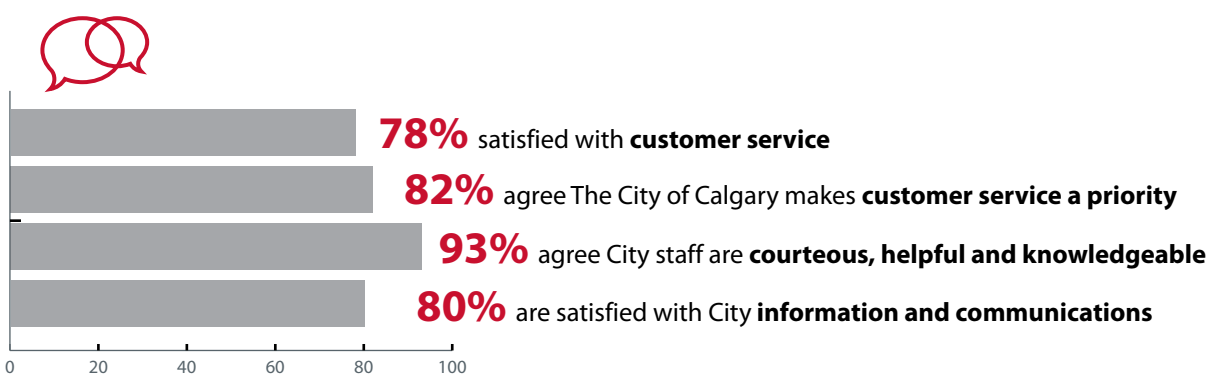 78% satisfied with customer service
82% agree The City of Calgary makes customer service a priority
93% agree City staff are courteous, helpful and knowledgeable
80% are satisfied with City information and communications
0 20 40 60 80 100